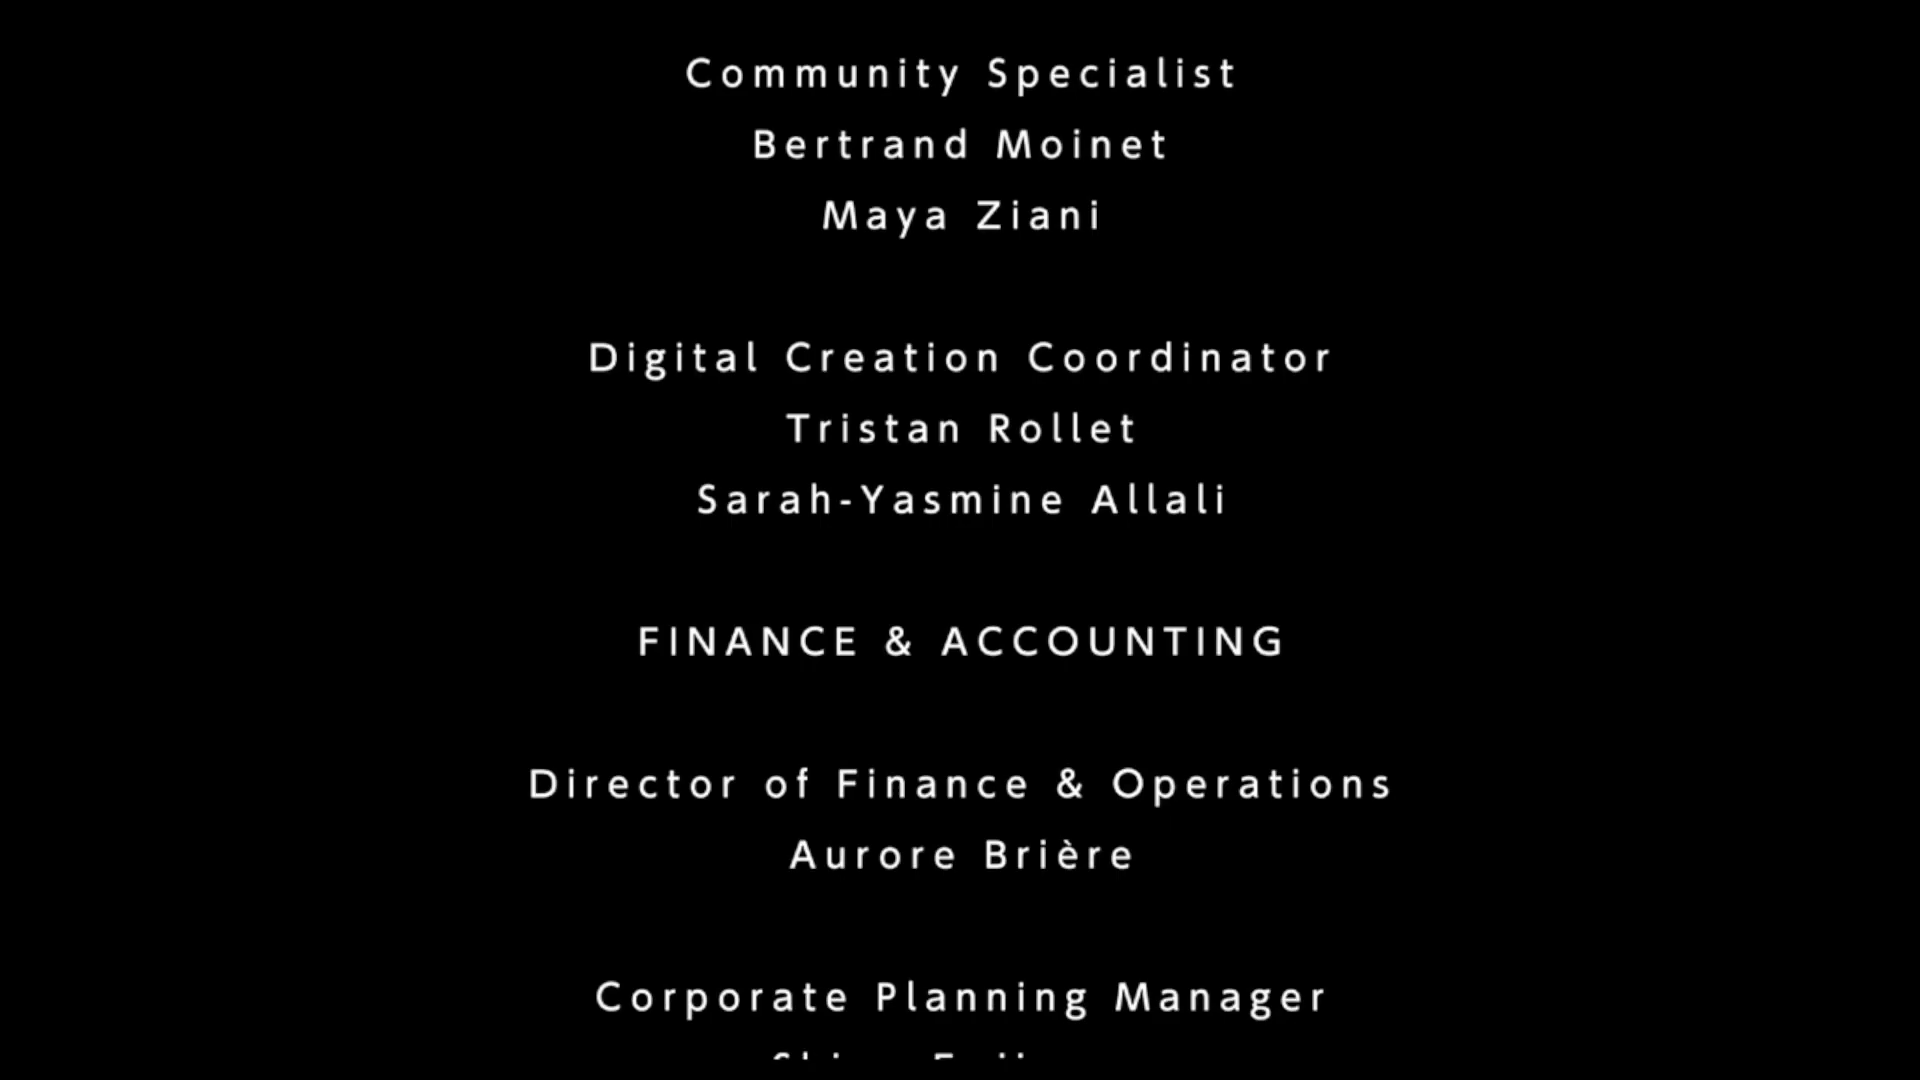 Community Specialist
Bertrand Moinet
Maya Ziani
Digital Creation Coordinator
Tristan Rollet
Sarah-Yasmine Allali
FINANCE & ACCOUNTING
Director of Finance & Operations
Aurore Brière
Corporate Planning Manager